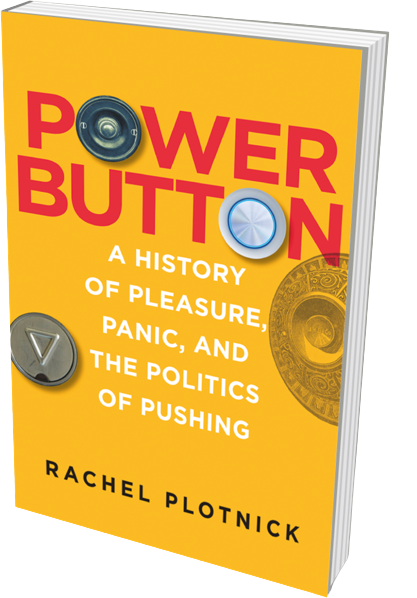 POWER
BUTTON
A HISTORY
OF PLEASURE,
PANIC, AND
THE POLITICS
OF PUSHING
RACHEL PLOTNICK